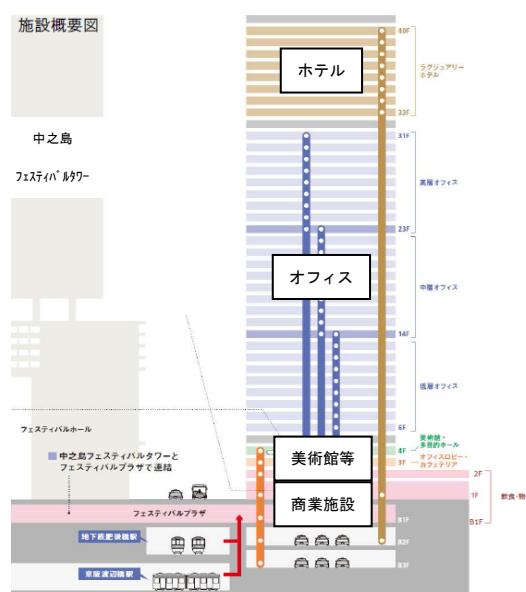 施設概要図
中之島
フェスティバルタワー
フェスティバルホール
中之島フェスティバルタワーと
フェスティバルプラザで連結
フェスティバルプラザ
地下鉄肥後橋駅
京阪渡辺橋駅
ホテル
オフィス
美術館等
商業施設
40F
ラグジュアリー
ホテル
33F
31F
高層オフィス
23F
中層オフィス
14F
低層オフィス
6F
美術館・
多目的ホール
4F
オフィスロビー・
カフェテリア
3F
2F
1F
飲食・物
B1F
B1F
B2F
B3F